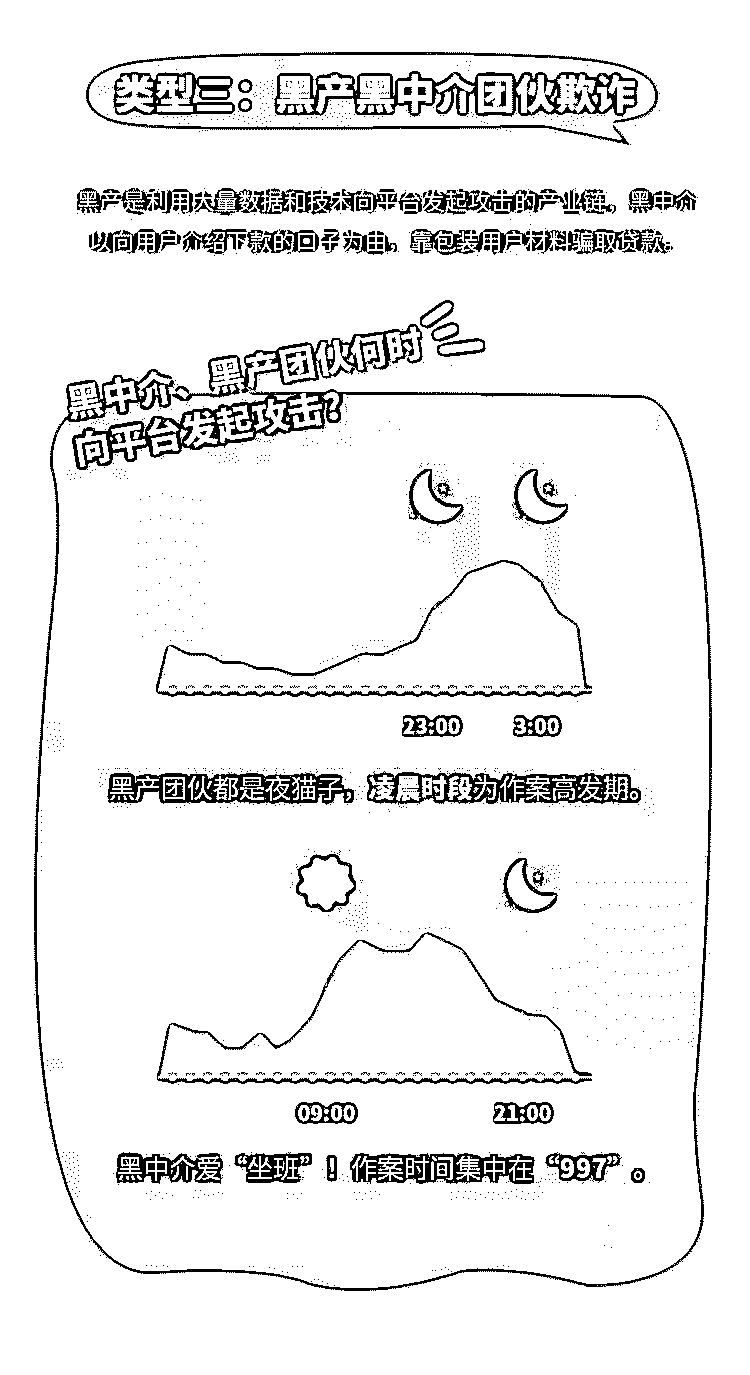 类型三：黑产黑中介团伙欺诈
黑产是利用大量数据和技术向平台发起攻击的产业链，黑中介
以向用户介绍下款的口子为由，靠包装用户材料骗取贷款。
黑中介、黑产团伙何时
向平台发起攻击？
23:00 3:00
黑产团伙都是夜猫子，凌晨时段为作案高发期。
09:00 21:00
黑中介爱“坐班”！作案时间集中在“997”。